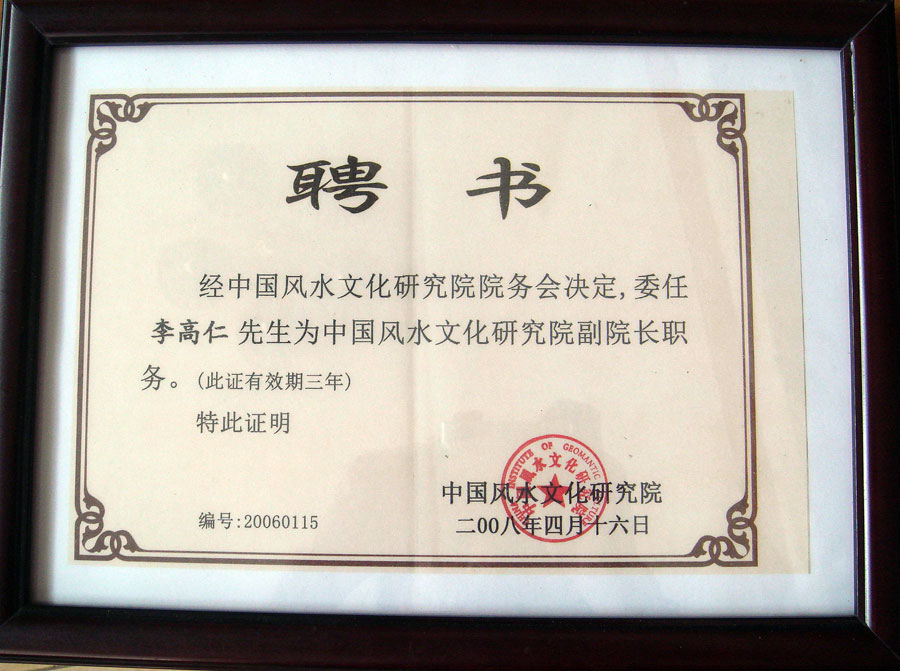 聘书
经中国风水文化研究院院务会决定,委任
李高仁 先生为中国风水文化研究院副院长职
务。(此证有效期三年)
特此证明
INSTITUTE OF GEOMANTIC
中国风水文化研究院
二00八年四月十六日
编号:20060115